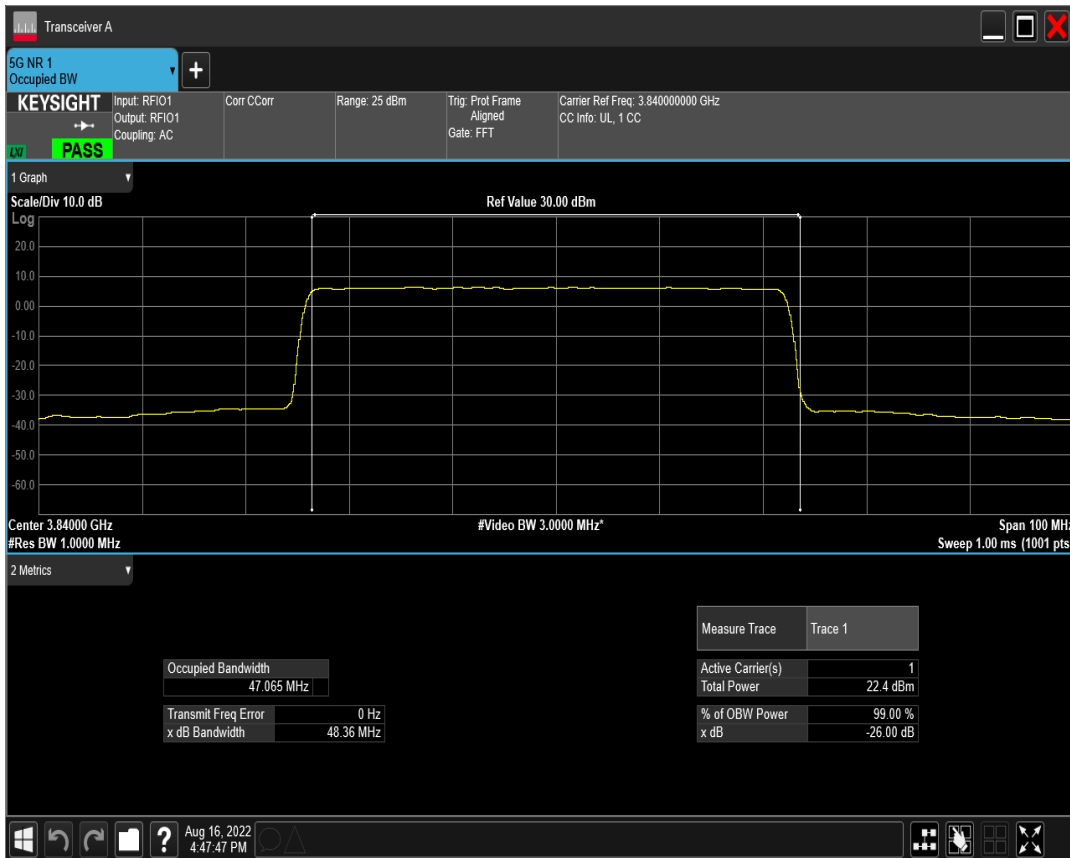 Transceiver A
5G NR 1
Occupied BW
KEYSIGHT
LXI
PASS
Input: RFIO1
Output: RFIO1
Coupling: AC
Corr CCorr
Range: 25 dBm
Trig: Prot Frame
Aligned
Gate: FFT
Carrier Ref Freq: 3.840000000 GHz
CC Info: UL, 1 CC
1 Graph
Scale/Div 10.0 dB
Ref Value 30.00 dBm
Log
20.0
10.0
0.00
-10.0
-20.0
-30.0
-40.0
-50.0
-60.0
Center 3.84000 GHz
#Video BW 3.0000 MHz*
Span 100 MHz
#Res BW 1.0000 MHz
Sweep 1.00 ms (1001 pts
2 Metrics
Measure Trace Trace 1
Occupied Bandwidth
47.065 MHz
Active Carrier(s) 1
Total Power 22.4 dBm
Transmit Freq Error 0 Hz
x dB Bandwidth 48.36 MHz
% of OBW Power 99.00 %
x dB -26.00 dB
?
Aug 16, 2022
4:47:47 PM